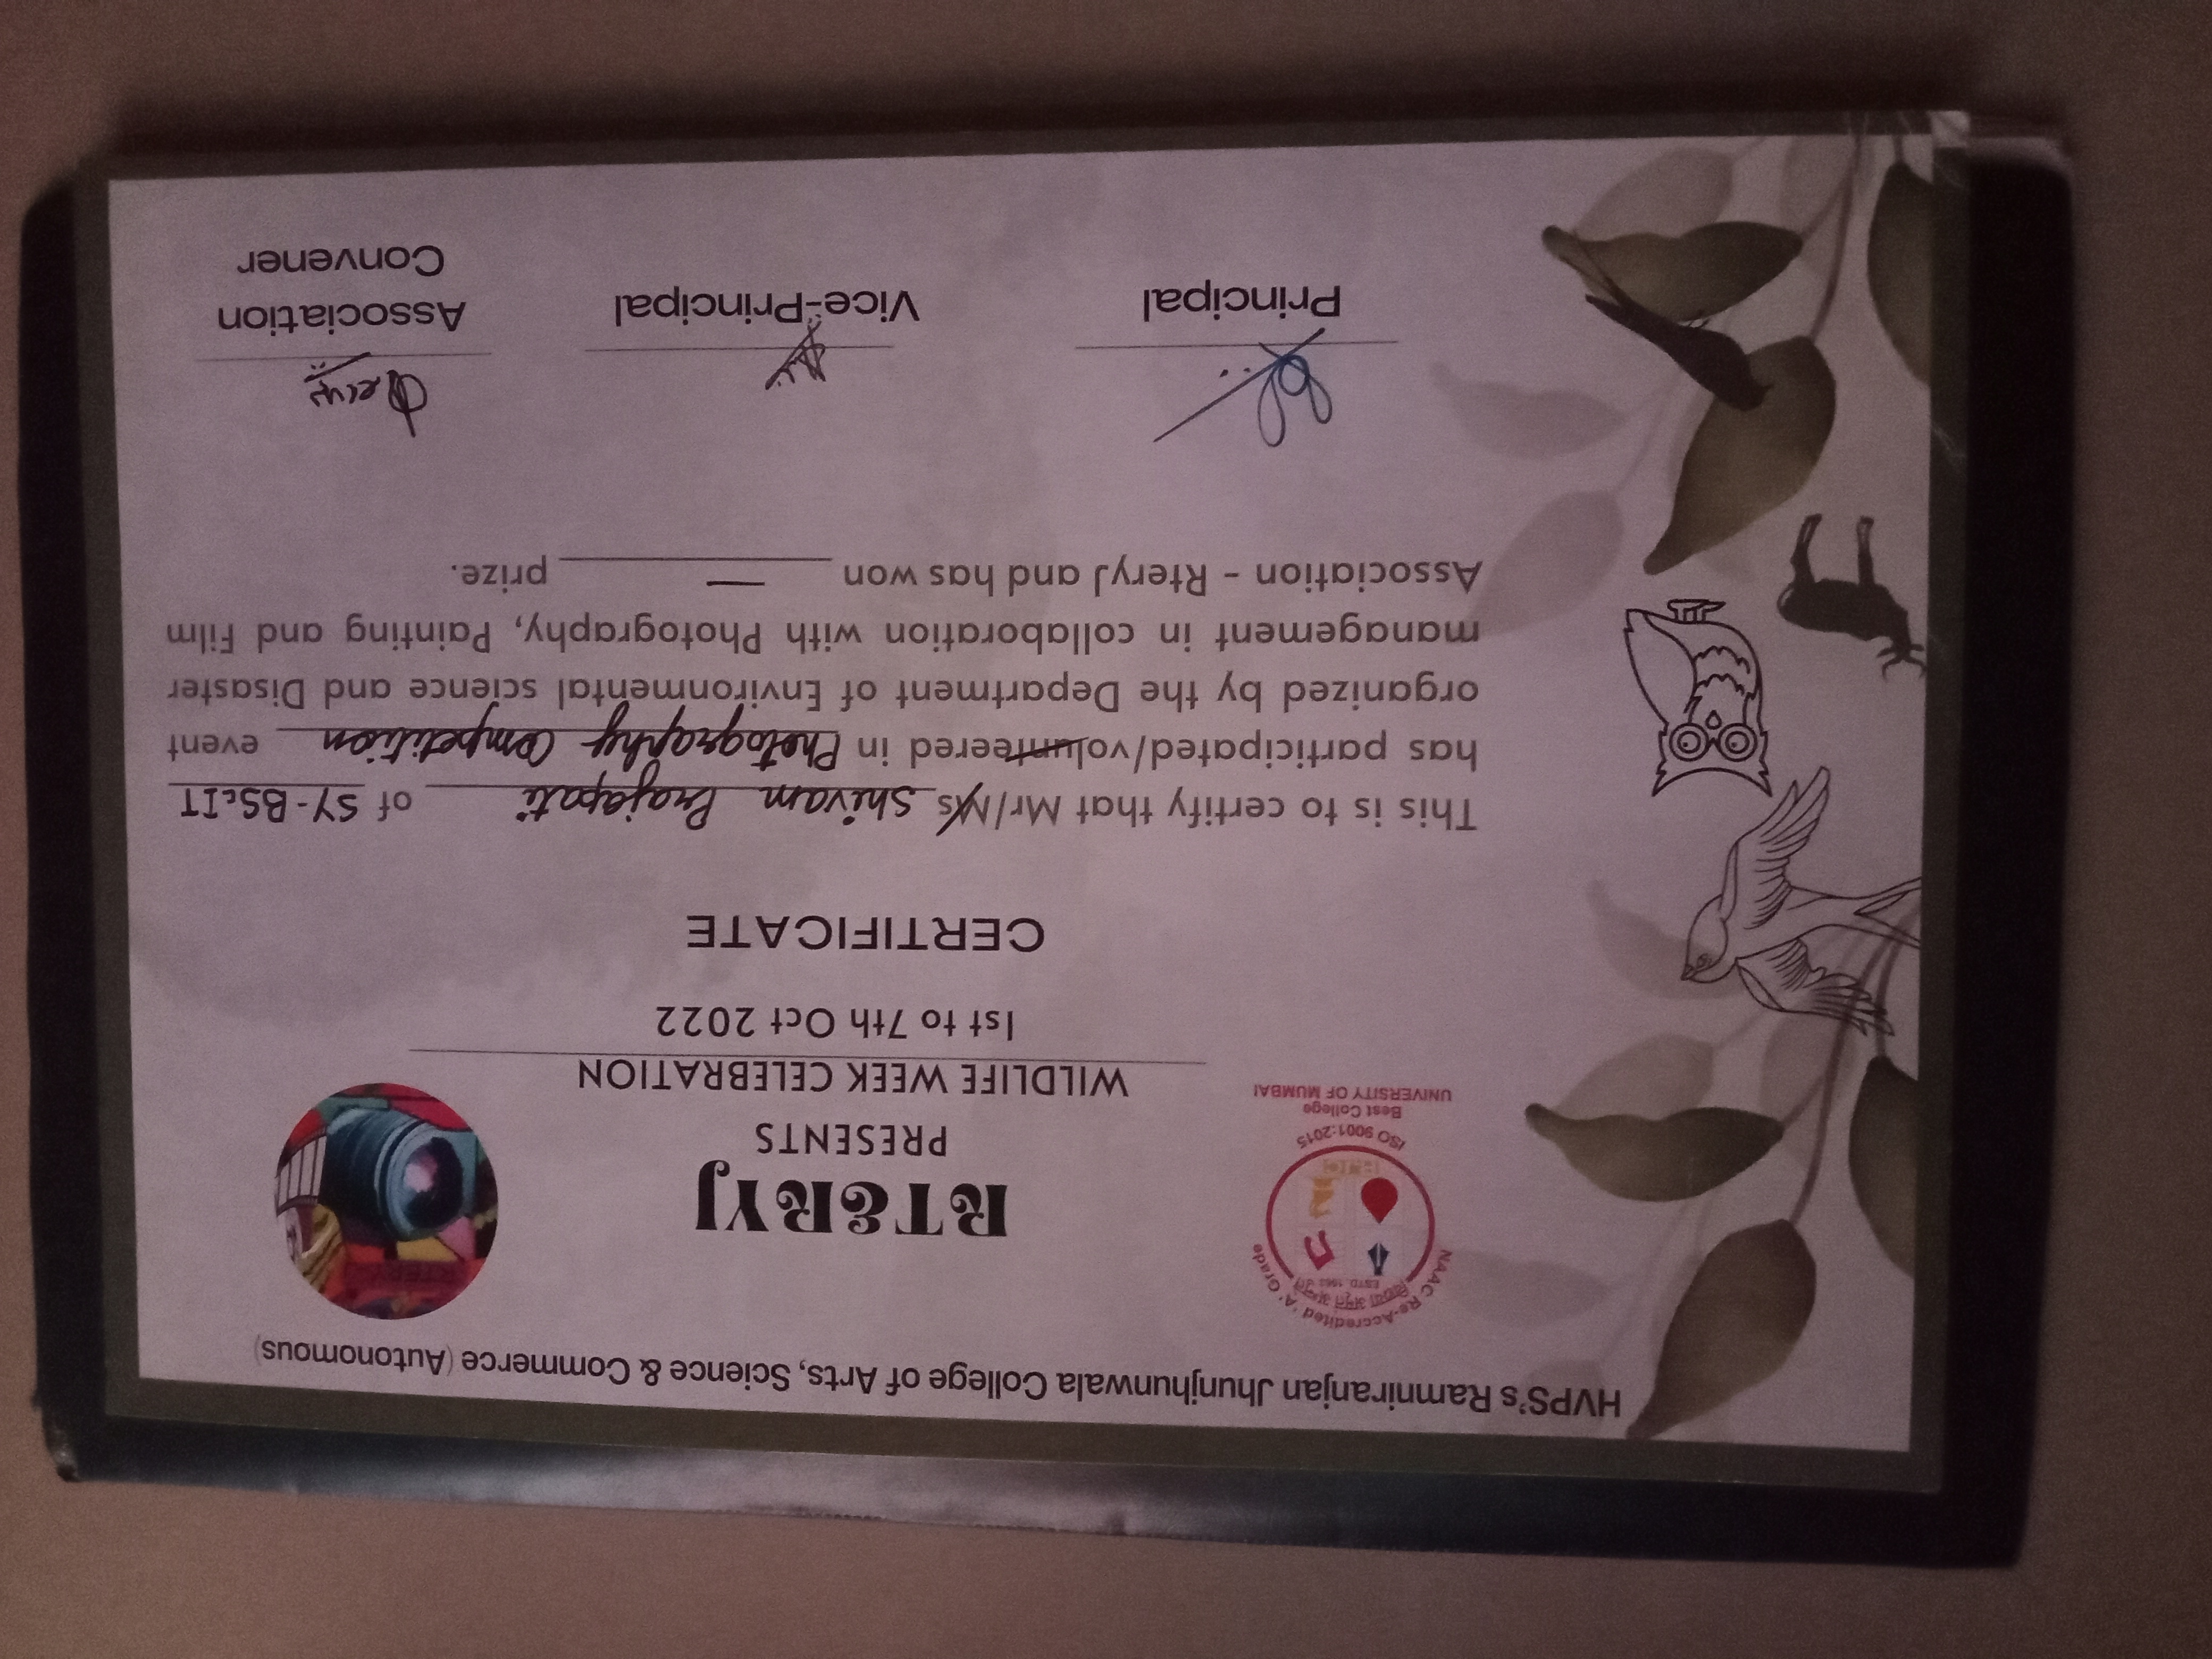 HVPS's Ramniranjan Jhunjhunwala College of Arts, Science & Commerce (Autonomous)
NAAC Re-Accredited 'A' Grade
ESTD. 1963
ISO 9001:2015
Best College
UNIVERSITY OF MUMBAI
RTERYJ
PRESENTS
WILDLIFE WEEK CELEBRATION
1st to 7th Oct 2022
CERTIFICATE
This is to certify that Mr/Ms Shivam Prajapati of SY-BScIT
has participated/volunteered in Photography Competition event
organized by the Department of Environmental science and Disaster
management in collaboration with Photography, Painting and Film
Association - RteryJ and has won — prize.
Principal
Vice-Principal
Association
Convener